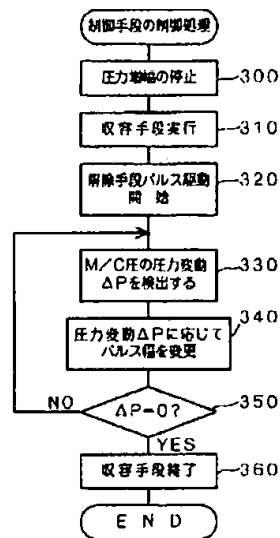 制御手段の制御処理
圧力増幅の停止
300
収容手段実行
310
解除手段パルス駆動
開始
320
M/C圧の圧力変動
ΔPを検出する
330
340
圧力変動ΔPに応じて
パルス幅を変更
NO
ΔP=0?
350
YES
収容手段終了
360
END